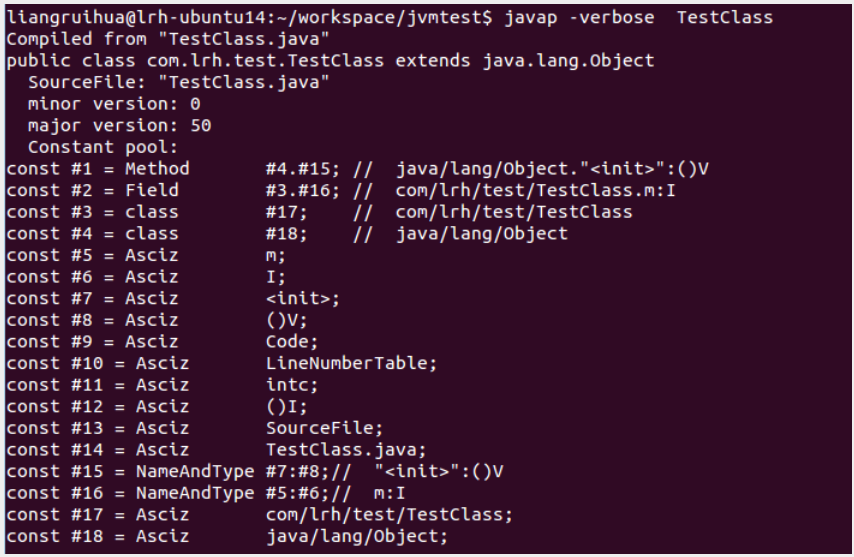 liangruihua@lrh-ubuntu14:~/workspace/jvmtest$ javap -verbose  TestClass
Compiled from "TestClass.java"
public class com.lrh.test.TestClass extends java.lang.Object
  SourceFile: "TestClass.java"
  minor version: 0
  major version: 50
  Constant pool:
const #1 = Method       #4.#15; //  java/lang/Object."<init>":()V
const #2 = Field        #3.#16; //  com/lrh/test/TestClass.m:I
const #3 = class        #17;    //  com/lrh/test/TestClass
const #4 = class        #18;    //  java/lang/Object
const #5 = Asciz        m;
const #6 = Asciz        I;
const #7 = Asciz        <init>;
const #8 = Asciz        ()V;
const #9 = Asciz        Code;
const #10 = Asciz       LineNumberTable;
const #11 = Asciz       intc;
const #12 = Asciz       ()I;
const #13 = Asciz       SourceFile;
const #14 = Asciz       TestClass.java;
const #15 = NameAndType #7:#8;//  "<init>":()V
const #16 = NameAndType #5:#6;//  m:I
const #17 = Asciz       com/lrh/test/TestClass;
const #18 = Asciz       java/lang/Object;